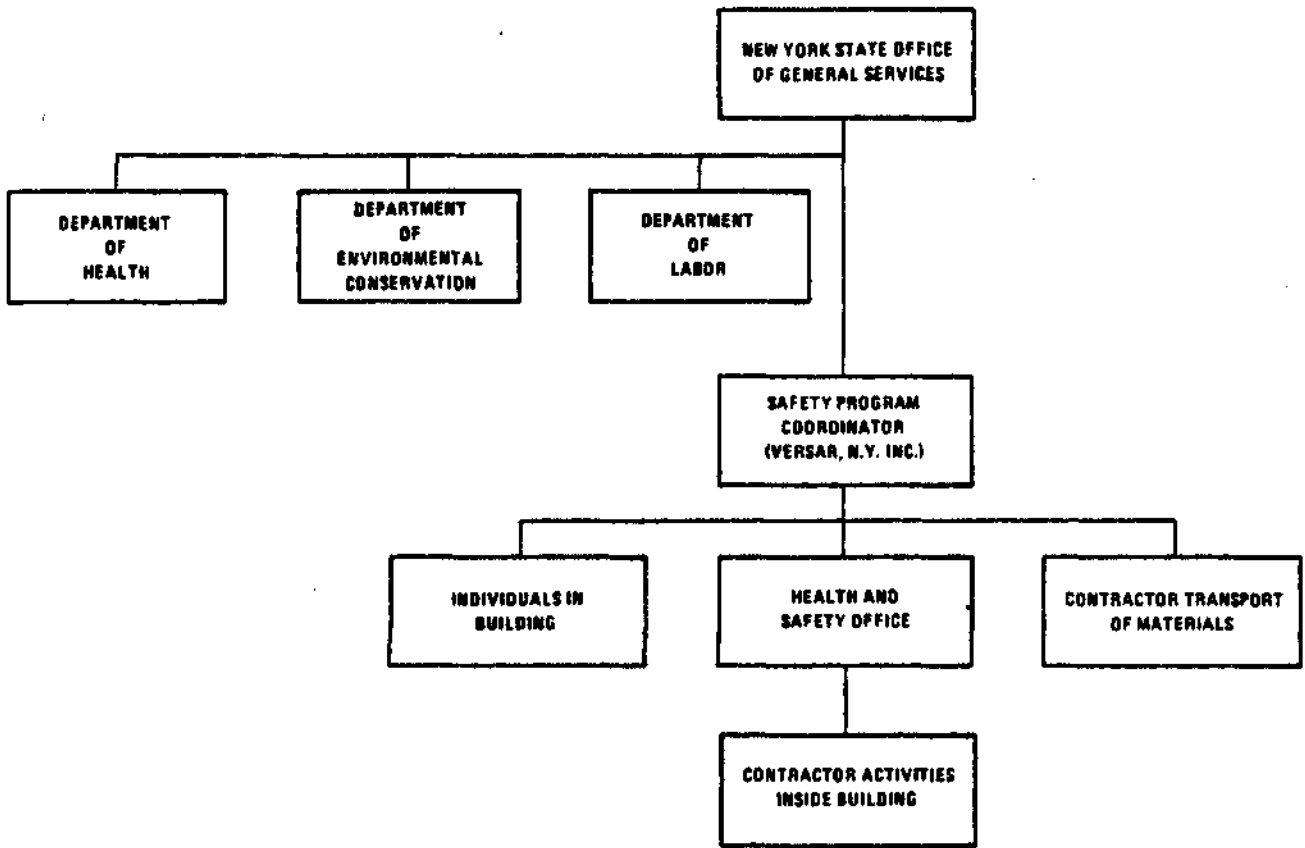 NEW YORK STATE OFFICE
OF GENERAL SERVICES
DEPARTMENT
OF
HEALTH
DEPARTMENT
OF
ENVIRONMENTAL
CONSERVATION
DEPARTMENT
OF
LABOR
SAFETY PROGRAM
COORDINATOR
(VERSAR, N.Y. INC.)
INDIVIDUALS IN
BUILDING
HEALTH AND
SAFETY OFFICE
CONTRACTOR TRANSPORT
OF MATERIALS
CONTRACTOR ACTIVITIES
INSIDE BUILDING